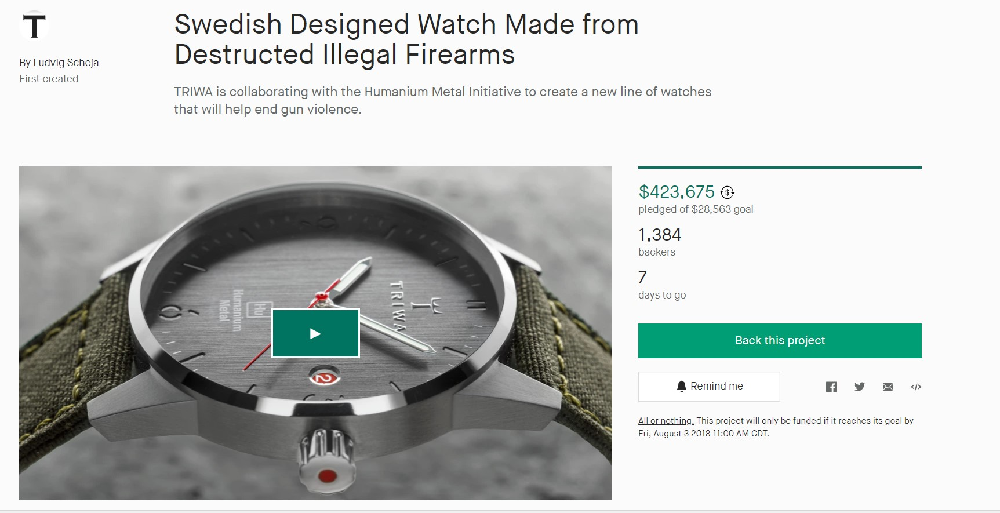 T
By Ludvig Scheja
First created
Swedish Designed Watch Made from
Destructed Illegal Firearms
TRIWA is collaborating with the Humanium Metal Initiative to create a new line of watches
that will help end gun violence.
Humanium
Metal
Hu
TRIWA
2
$423,675
pledged of $28,563 goal
1,384
backers
7
days to go
Back this project
Remind me
All or nothing. This project will only be funded if it reaches its goal by
Fri, August 3 2018 11:00 AM CDT.